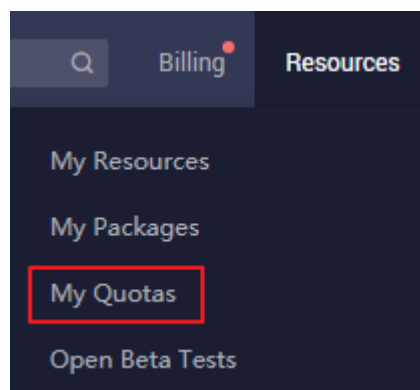 Billing Resources
My Resources
My Packages
My Quotas
Open Beta Tests